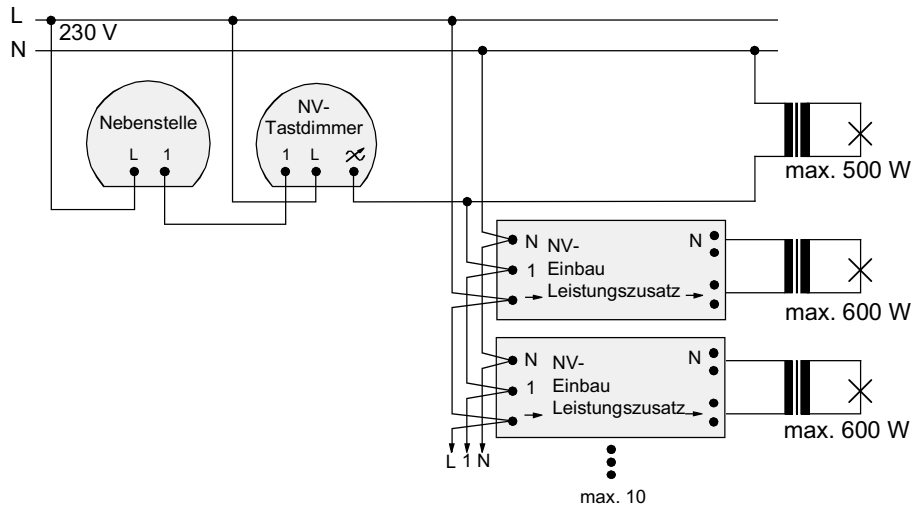 L
230 V
N
Nebenstelle
L 1
NV-
Tastdimmer
1 L
max. 500 W
N NV- N
1 Einbau
Leistungszusatz
max. 600 W
N NV- N
1 Einbau
Leistungszusatz
max. 600 W
L 1 N
max. 10